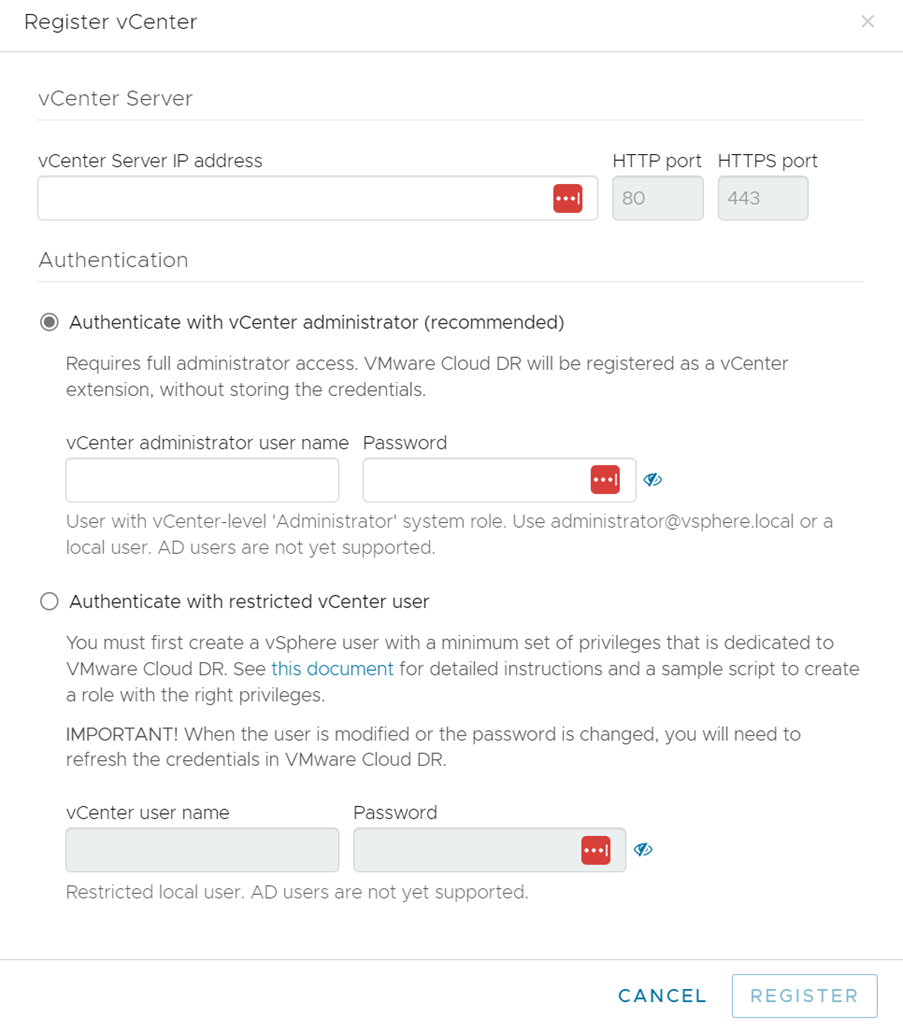 Register vCenter
vCenter Server
vCenter Server IP address HTTP port HTTPS port
80 443
Authentication
Authenticate with vCenter administrator (recommended)
Requires full administrator access. VMware Cloud DR will be registered as a vCenter
extension, without storing the credentials.
vCenter administrator user name Password
User with vCenter-level 'Administrator' system role. Use administrator@vsphere.local or a
local user. AD users are not yet supported.
Authenticate with restricted vCenter user
You must first create a vSphere user with a minimum set of privileges that is dedicated to
VMware Cloud DR. See this document for detailed instructions and a sample script to create
a role with the right privileges.
IMPORTANT! When the user is modified or the password is changed, you will need to
refresh the credentials in VMware Cloud DR.
vCenter user name Password
Restricted local user. AD users are not yet supported.
CANCEL REGISTER